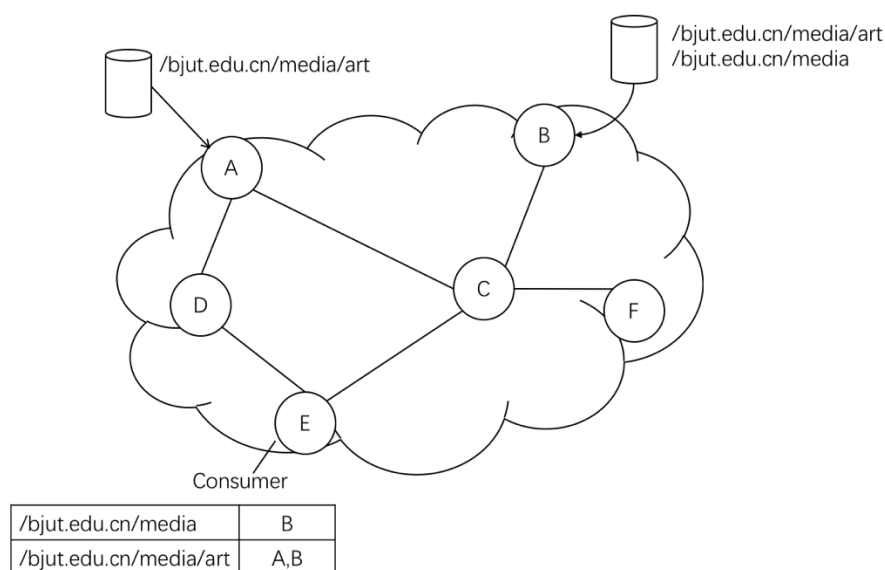 /bjut.edu.cn/media/art
/bjut.edu.cn/media
/bjut.edu.cn/media/art
B
A
C
D
F
E
Consumer
/bjut.edu.cn/media B
/bjut.edu.cn/media/art A,B